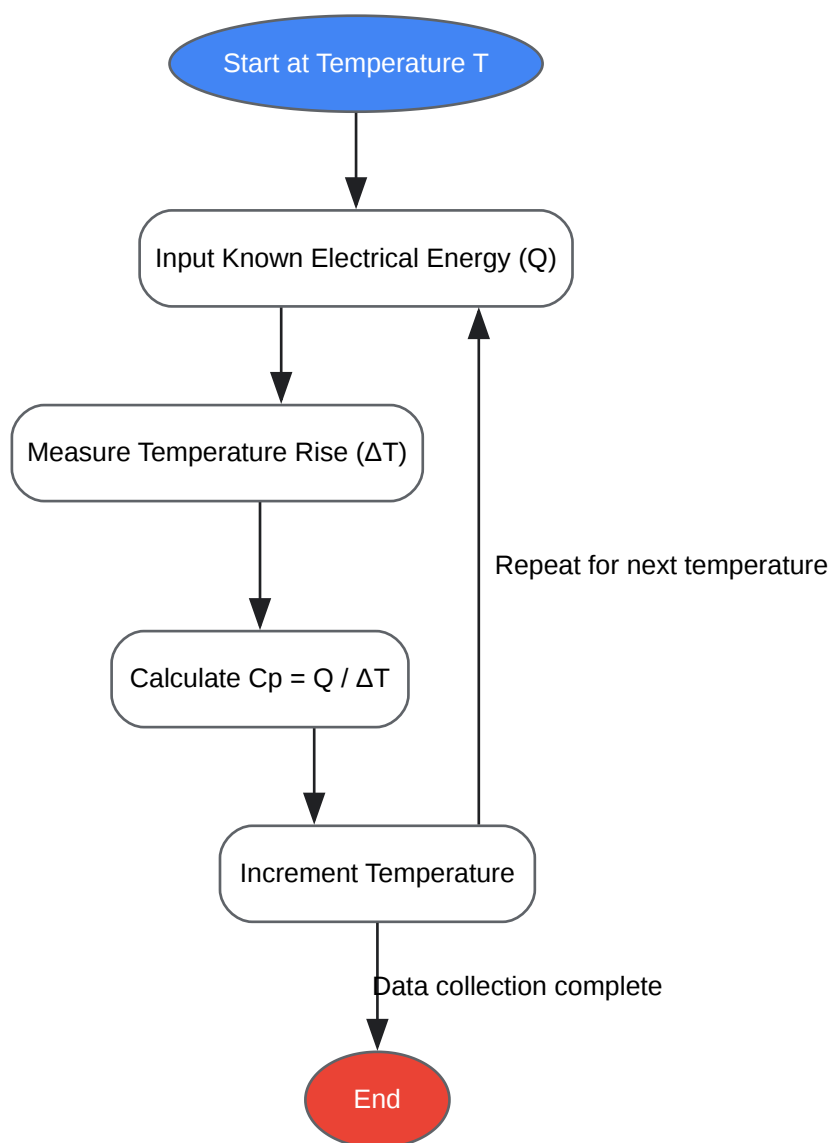 Start at Temperature T
Input Known Electrical Energy (Q)
Measure Temperature Rise (ΔT)
Repeat for next temperature
Calculate Cp = Q / ΔT
Increment Temperature
Data collection complete
End